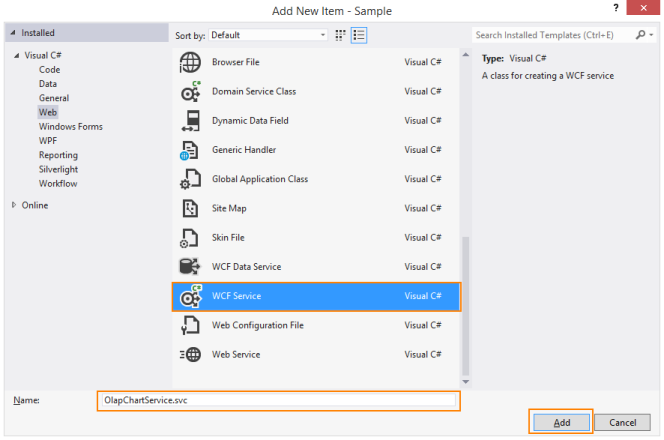 Add New Item - Sample
? ×
Installed
Sort by: Default
Search Installed Templates (Ctrl+E)
Visual C#
Code
Data
General
Web
Windows Forms
WPF
Reporting
Silverlight
Workflow
Online
Browser File Visual C#
Domain Service Class Visual C#
Dynamic Data Field Visual C#
Generic Handler Visual C#
Global Application Class Visual C#
Site Map Visual C#
Skin File Visual C#
WCF Data Service Visual C#
WCF Service Visual C#
Web Configuration File Visual C#
Web Service Visual C#
Type: Visual C#
A class for creating a WCF service
Name: OlapChartService.svc
Add Cancel